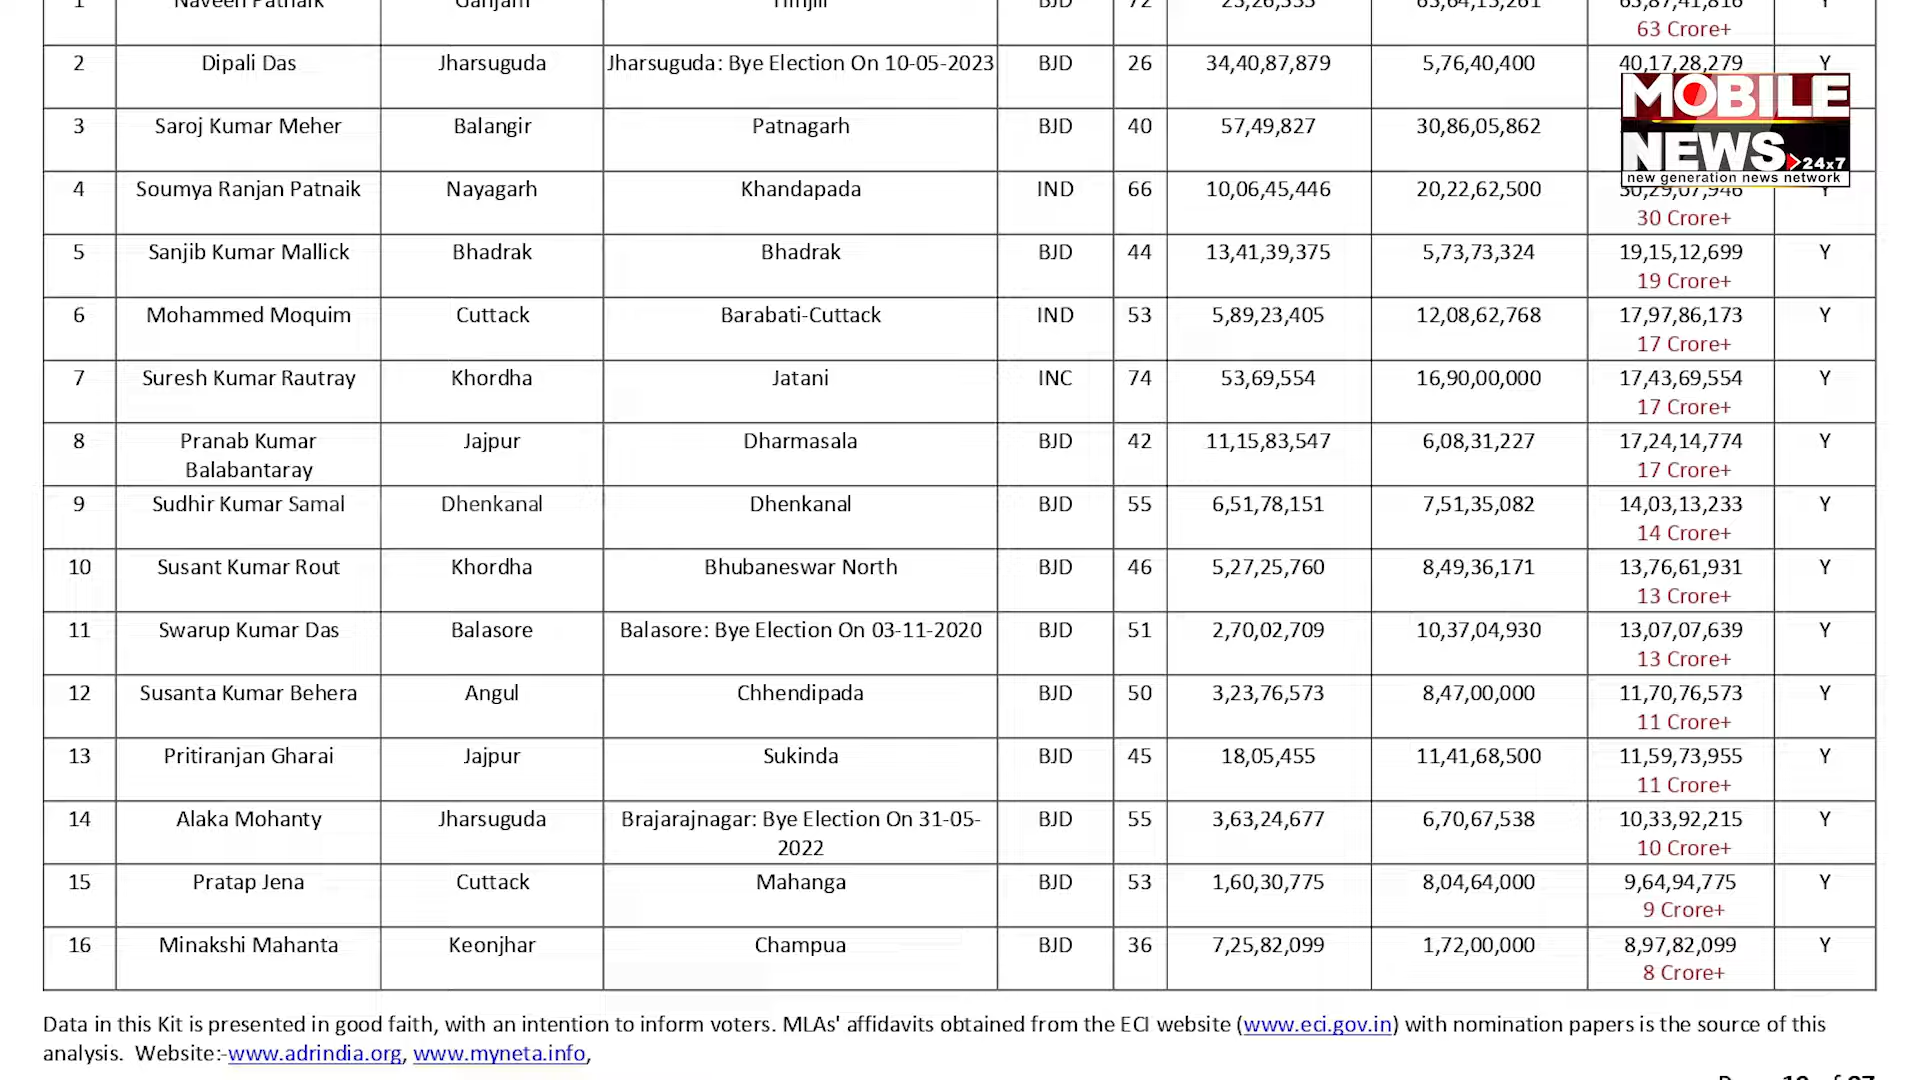 1 Naveen Patnaik Ganjam Hinjili BJD 72 63,87,41,816 Y
63 Crore+
2 Dipali Das Jharsuguda Jharsuguda: Bye Election On 10-05-2023 BJD 26 34,40,87,879 5,76,40,400 40,17,28,279 Y
3 Saroj Kumar Meher Balangir Patnagarh BJD 40 57,49,827 30,86,05,862
4 Soumya Ranjan Patnaik Nayagarh Khandapada IND 66 10,06,45,446 20,22,62,500 30,29,07,946 Y
30 Crore+
5 Sanjib Kumar Mallick Bhadrak Bhadrak BJD 44 13,41,39,375 5,73,73,324 19,15,12,699 Y
19 Crore+
6 Mohammed Moquim Cuttack Barabati-Cuttack IND 53 5,89,23,405 12,08,62,768 17,97,86,173 Y
17 Crore+
7 Suresh Kumar Rautray Khordha Jatani INC 74 53,69,554 16,90,00,000 17,43,69,554 Y
17 Crore+
8 Pranab Kumar Jajpur Dharmasala BJD 42 11,15,83,547 6,08,31,227 17,24,14,774 Y
Balabantaray 17 Crore+
9 Sudhir Kumar Samal Dhenkanal Dhenkanal BJD 55 6,51,78,151 7,51,35,082 14,03,13,233 Y
14 Crore+
10 Susant Kumar Rout Khordha Bhubaneswar North BJD 46 5,27,25,760 8,49,36,171 13,76,61,931 Y
13 Crore+
11 Swarup Kumar Das Balasore Balasore: Bye Election On 03-11-2020 BJD 51 2,70,02,709 10,37,04,930 13,07,07,639 Y
13 Crore+
12 Susanta Kumar Behera Angul Chhendipada BJD 50 3,23,76,573 8,47,00,000 11,70,76,573 Y
11 Crore+
13 Pritiranjan Gharai Jajpur Sukinda BJD 45 18,05,455 11,41,68,500 11,59,73,955 Y
11 Crore+
14 Alaka Mohanty Jharsuguda Brajarajnagar: Bye Election On 31-05- BJD 55 3,63,24,677 6,70,67,538 10,33,92,215 Y
2022 10 Crore+
15 Pratap Jena Cuttack Mahanga BJD 53 1,60,30,775 8,04,64,000 9,64,94,775 Y
9 Crore+
16 Minakshi Mahanta Keonjhar Champua BJD 36 7,25,82,099 1,72,00,000 8,97,82,099 Y
8 Crore+
Data in this Kit is presented in good faith, with an intention to inform voters. MLAs' affidavits obtained from the ECI website (www.eci.gov.in) with nomination papers is the source of this
analysis. Website:-www.adrindia.org, www.myneta.info,
MOBILE
NEWS 24x7
new generation news network